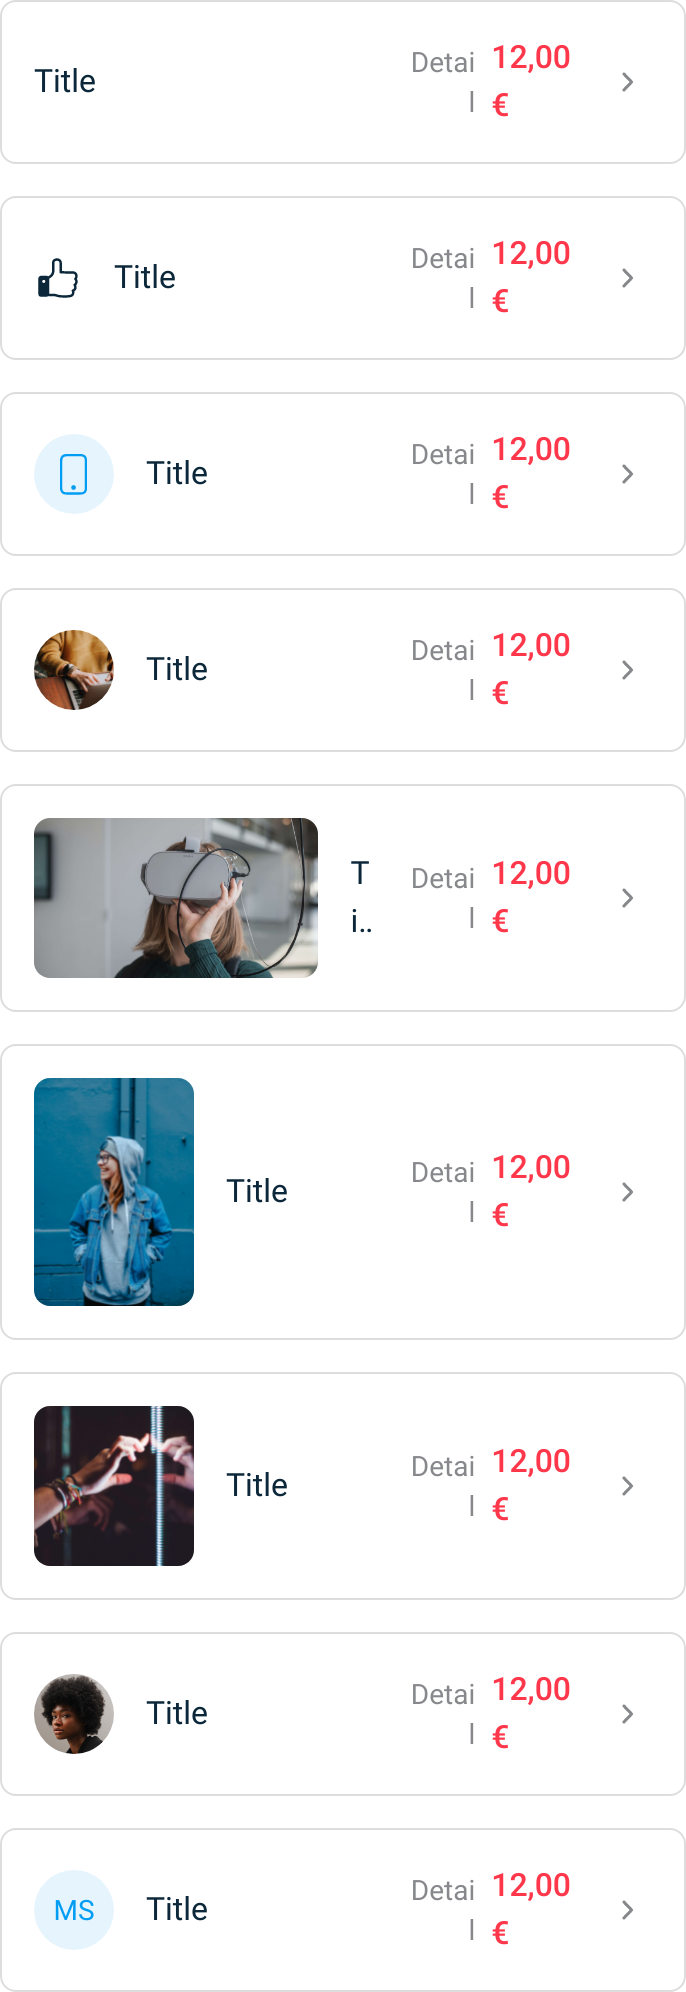 Title
Detai
l
12,00
€
Title
Detai
l
12,00
€
Title
Detai
l
12,00
€
Title
Detai
l
12,00
€
T
i..
Detai
l
12,00
€
Title
Detai
l
12,00
€
Title
Detai
l
12,00
€
Title
Detai
l
12,00
€
MS
Title
Detai
l
12,00
€